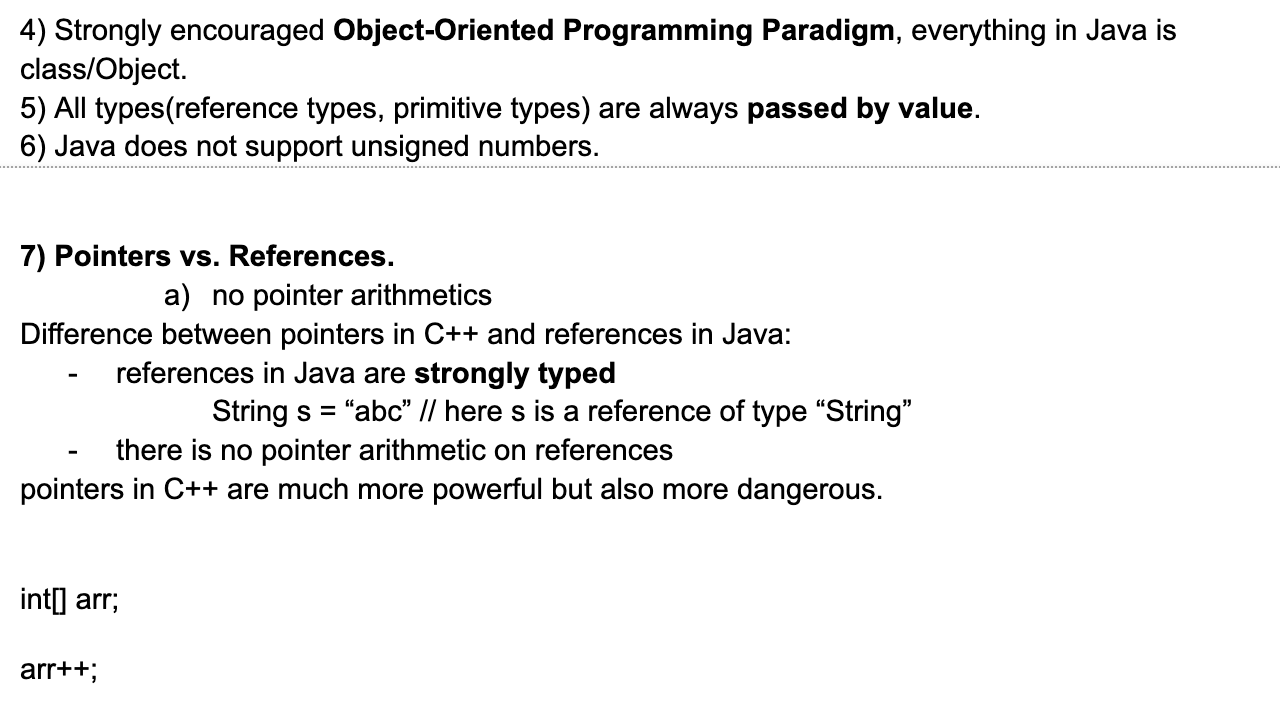 4) Strongly encouraged Object-Oriented Programming Paradigm, everything in Java is
class/Object.
5) All types(reference types, primitive types) are always passed by value.
6) Java does not support unsigned numbers.
7) Pointers vs. References.
a) no pointer arithmetics
Difference between pointers in C++ and references in Java:
- references in Java are strongly typed
String s = “abc” // here s is a reference of type “String”
- there is no pointer arithmetic on references
pointers in C++ are much more powerful but also more dangerous.
int[] arr;
arr++;